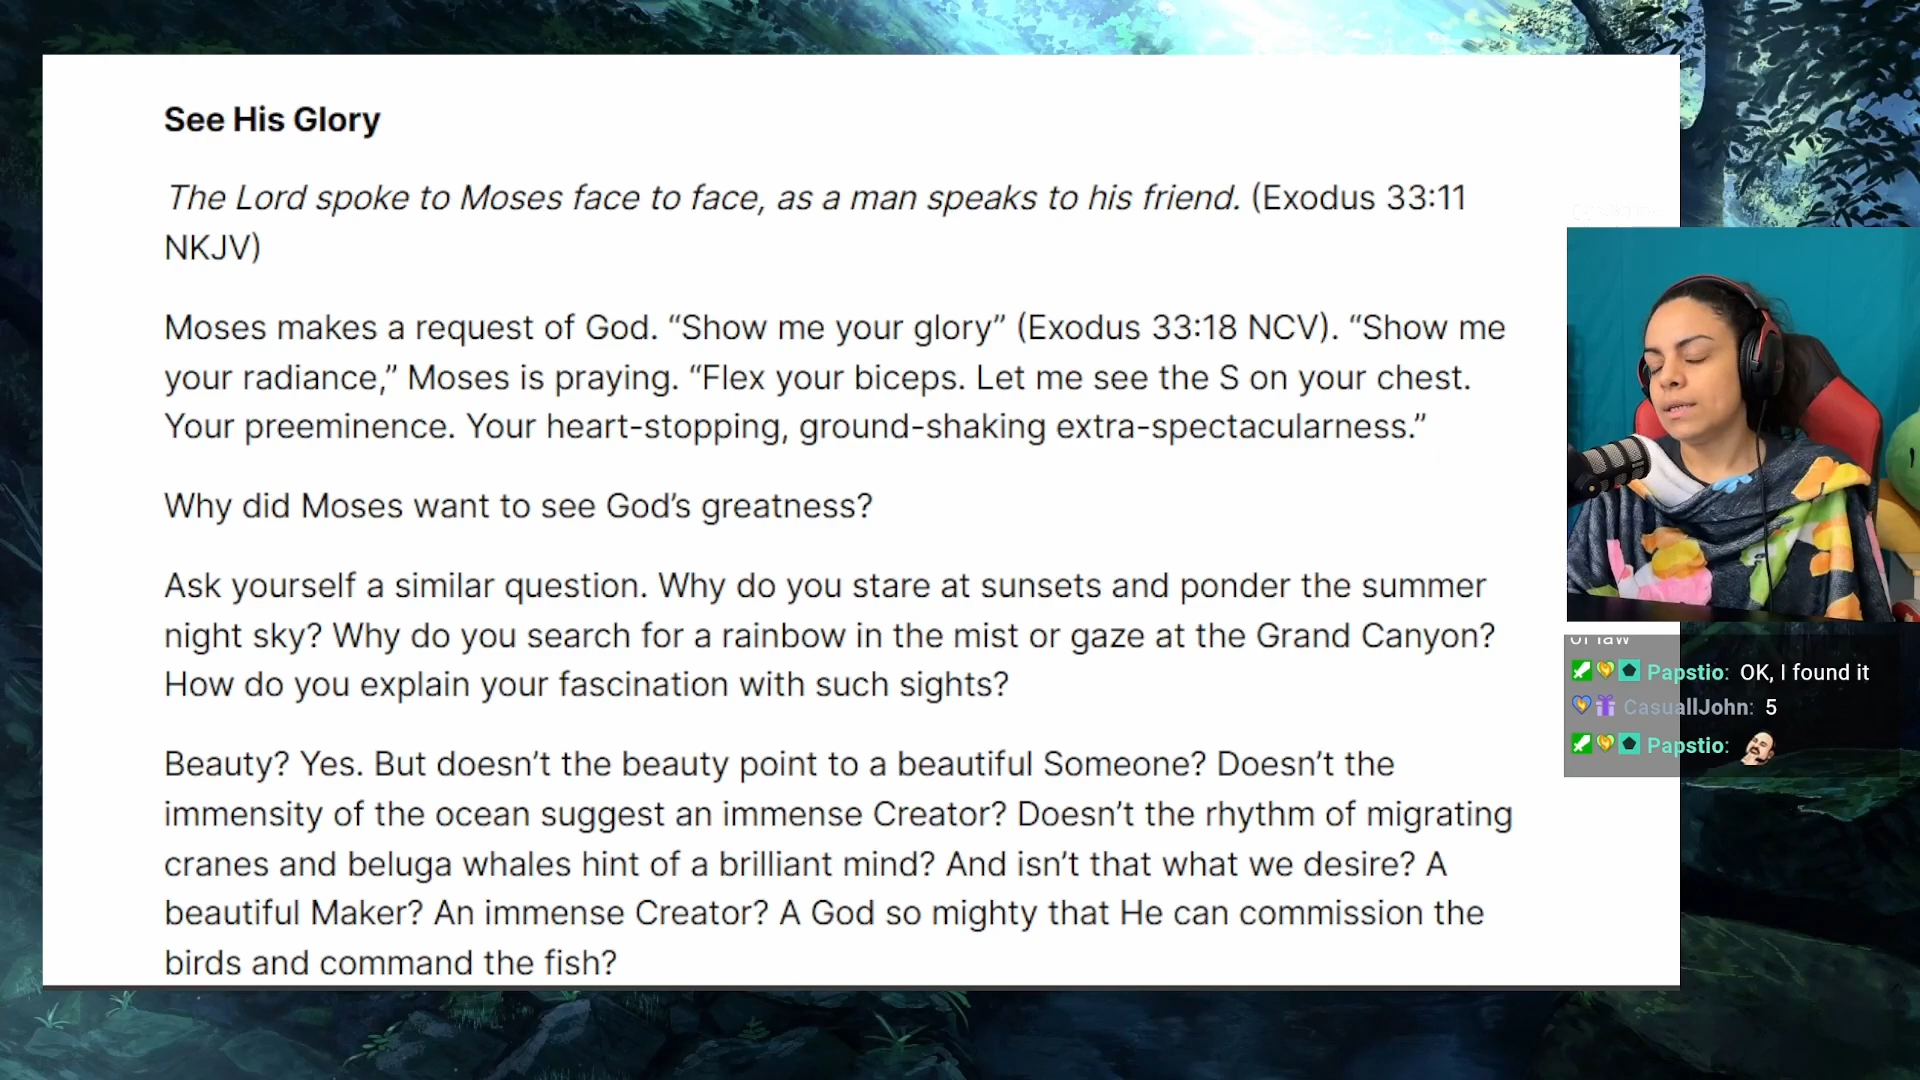 See His Glory
The Lord spoke to Moses face to face, as a man speaks to his friend. (Exodus 33:11
NKJV)
Moses makes a request of God. “Show me your glory” (Exodus 33:18 NCV). “Show me
your radiance,” Moses is praying. “Flex your biceps. Let me see the S on your chest.
Your preeminence. Your heart-stopping, ground-shaking extra-spectacularness.”
Why did Moses want to see God’s greatness?
Ask yourself a similar question. Why do you stare at sunsets and ponder the summer
night sky? Why do you search for a rainbow in the mist or gaze at the Grand Canyon?
How do you explain your fascination with such sights?
Beauty? Yes. But doesn’t the beauty point to a beautiful Someone? Doesn’t the
immensity of the ocean suggest an immense Creator? Doesn’t the rhythm of migrating
cranes and beluga whales hint of a brilliant mind? And isn’t that what we desire? A
beautiful Maker? An immense Creator? A God so mighty that He can commission the
birds and command the fish?
of law
Papstio: OK, I found it
CasuallJohn: 5
Papstio: